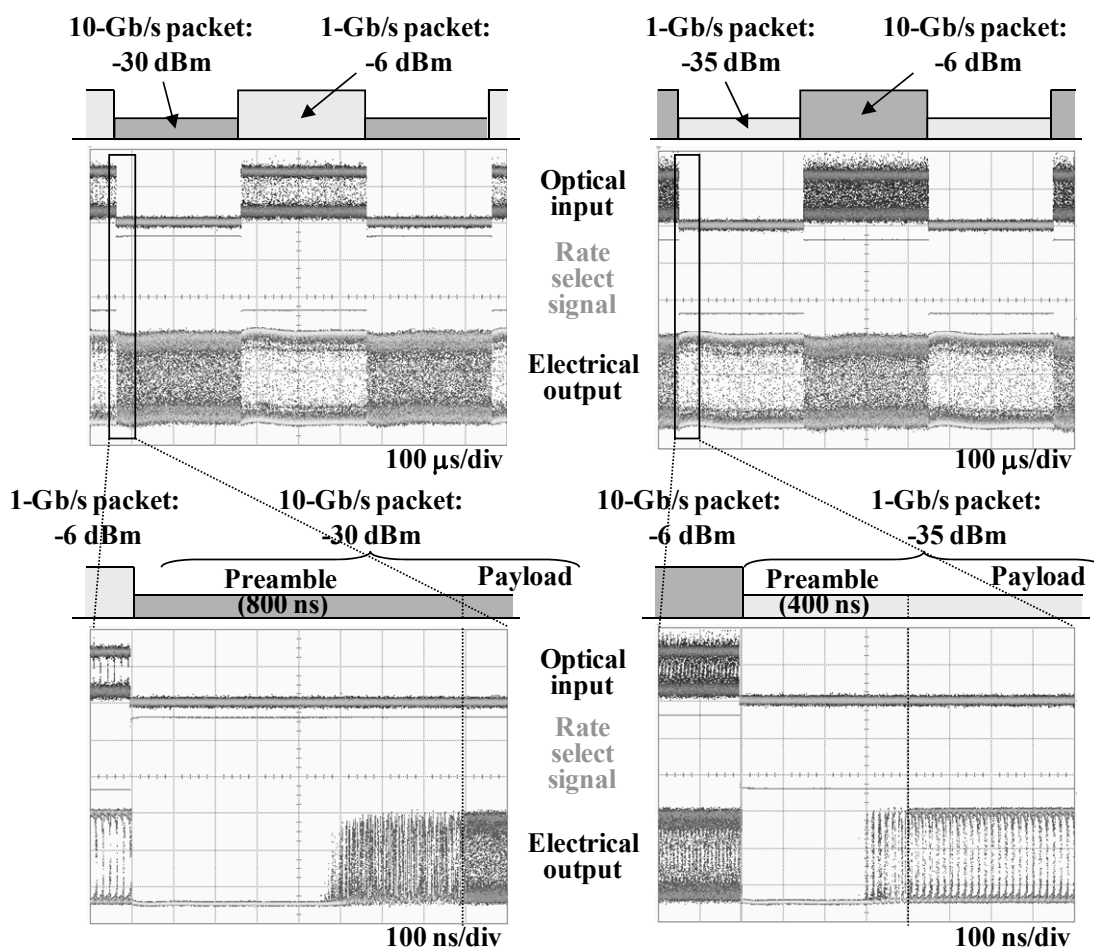 10-Gb/s packet:
-30 dBm
1-Gb/s packet:
-6 dBm
1-Gb/s packet:
-35 dBm
10-Gb/s packet:
-6 dBm
Optical
input
Rate
select
signal
Electrical
output
100 μs/div
100 μs/div
1-Gb/s packet:
-6 dBm
10-Gb/s packet:
-30 dBm
10-Gb/s packet:
-6 dBm
1-Gb/s packet:
-35 dBm
Preamble
(800 ns)
Payload
Preamble
(400 ns)
Payload
Optical
input
Rate
select
signal
Electrical
output
100 ns/div
100 ns/div